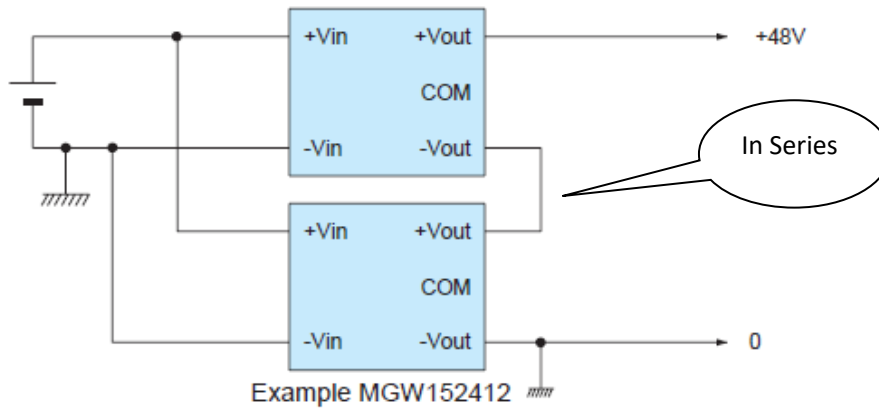 +Vin +Vout +48V
COM
-Vin -Vout
In Series
+Vin +Vout
COM
-Vin -Vout 0
Example MGW152412